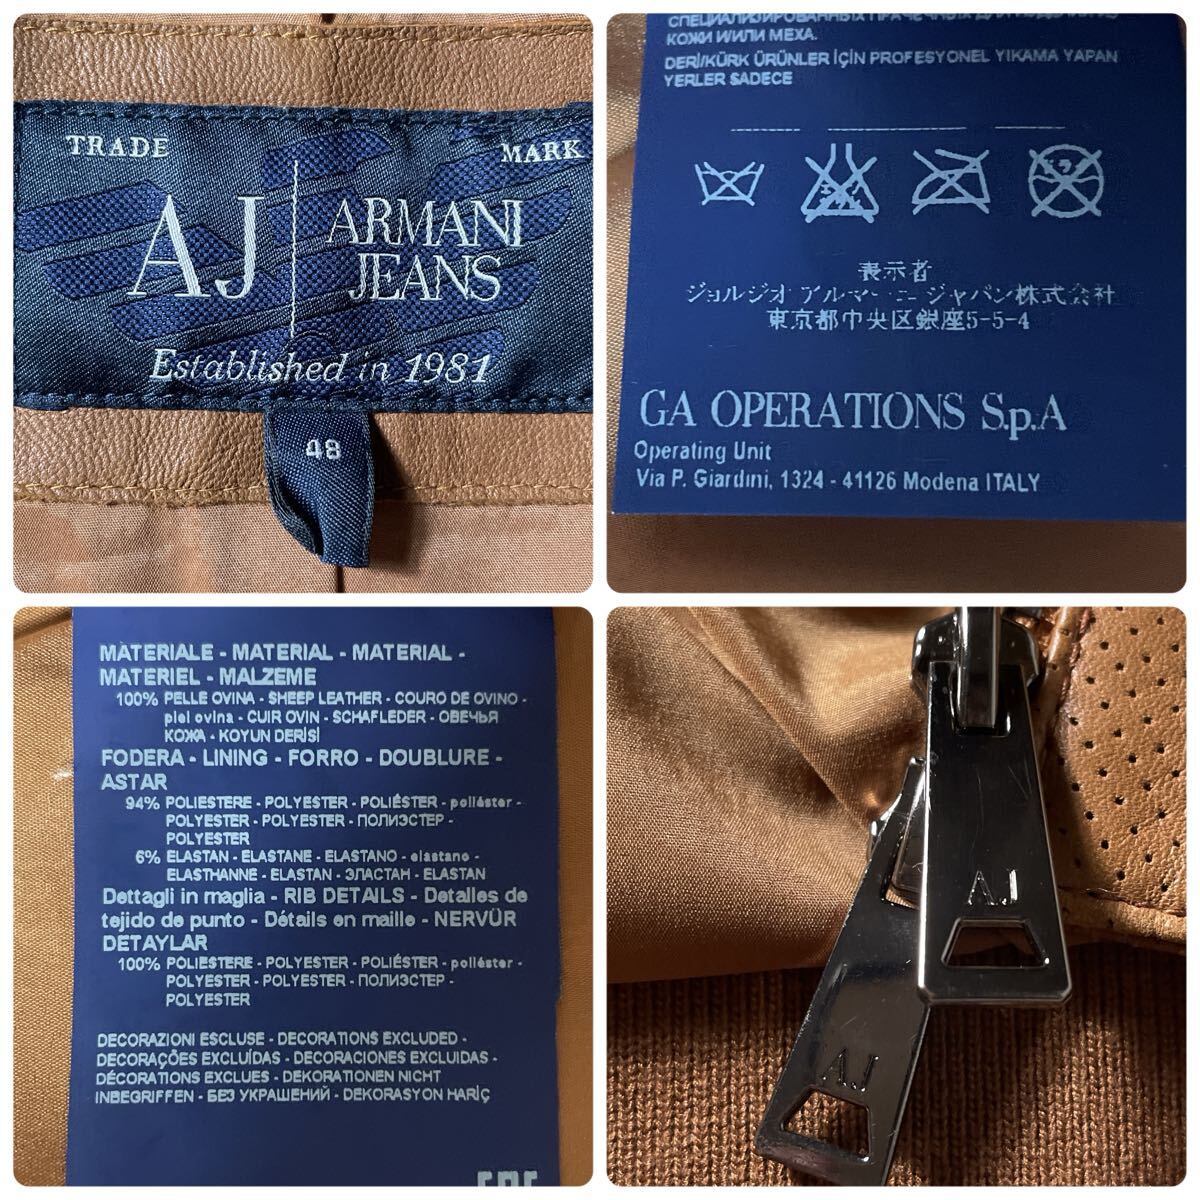 TRADE MARK
AJ ARMANI
JEANS
Established in 1981
48
КОЖИ И/ИЛИ МЕХА.
DERİ/KÜRK ÜRÜNLER İÇİN PROFESYONEL YIKAMA YAPAN
YERLER SADECE
表示者
ジョルジオ アルマーニ ジャパン株式会社
東京都中央区銀座5-5-4
GA OPERATIONS S.p.A
Operating Unit
Via P. Giardini, 1324 - 41126 Modena ITALY
MATERIALE - MATERIAL - MATERIAL -
MATERIEL - MALZEME
100% PELLE OVINA - SHEEP LEATHER - COURO DE OVINO -
piel ovina - CUIR OVIN - SCHAFLEDER - ОВЕЧЬЯ
КОЖА - KOYUN DERİSİ
FODERA - LINING - FORRO - DOUBLURE -
ASTAR
94% POLIESTERE - POLYESTER - POLIÉSTER - poliéster -
POLYESTER - POLYESTER - ПОЛИЭСТЕР -
POLYESTER
6% ELASTAN - ELASTANE - ELASTANO - elastano -
ELASTHANNE - ELASTAN - ЭЛАСТАН - ELASTAN
Dettagli in maglia - RIB DETAILS - Detalles de
tejido de punto - Détails en maille - NERVÜR
DETAYLAR
100% POLIESTERE - POLYESTER - POLIÉSTER - poliéster -
POLYESTER - POLYESTER - ПОЛИЭСТЕР -
POLYESTER
DECORAZIONI ESCLUSE - DECORATIONS EXCLUDED -
DECORAÇÕES EXCLUÍDAS - DECORACIONES EXCLUIDAS -
DÉCORATIONS EXCLUES - DEKORATIONEN NICHT
INBEGRIFFEN - БЕЗ УКРАШЕНИЙ - DEKORASYON HARİÇ
AJ
AJ